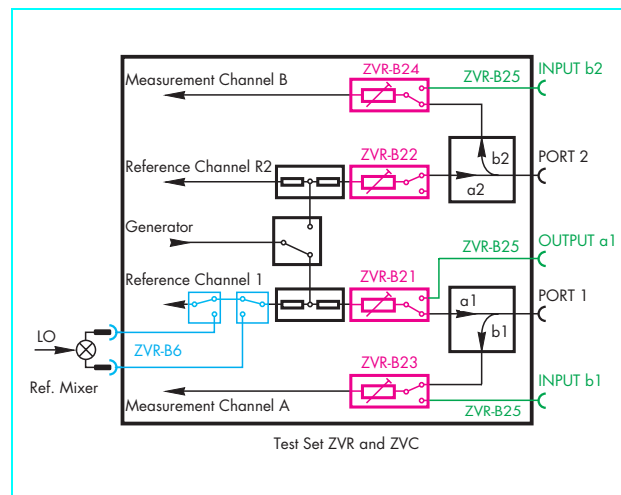 ZVR-B24
ZVR-B25
INPUT b2
Measurement Channel B
ZVR-B22
b2
PORT 2
Reference Channel R2
a2
Generator
ZVR-B25
OUTPUT a1
Reference Channel 1
ZVR-B21
a1
PORT 1
b1
LO
ZVR-B6
ZVR-B23
Ref. Mixer
INPUT b1
Measurement Channel A
ZVR-B25
Test Set ZVR and ZVC